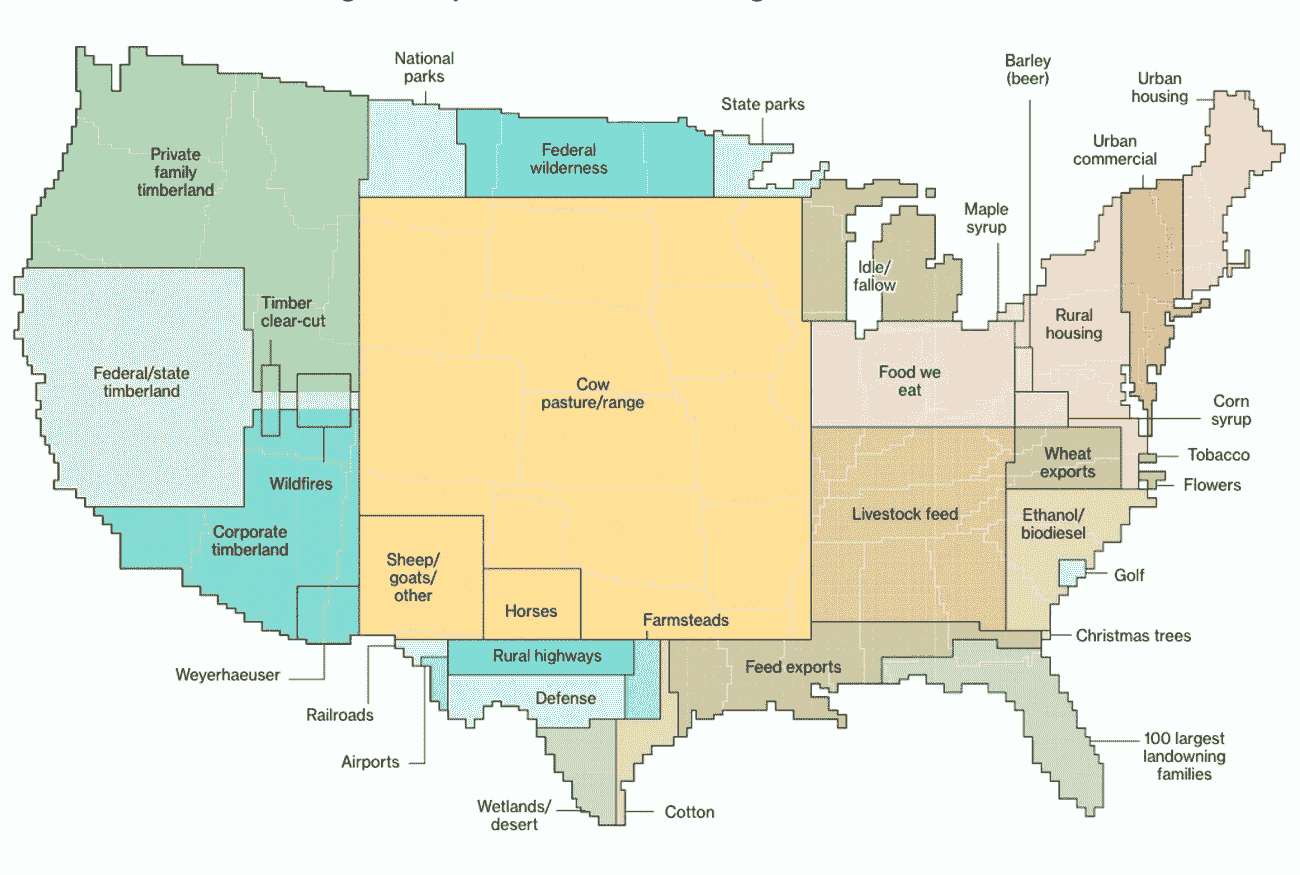 National
parks
Barley
(beer)
Urban
housing
State parks
Urban
commercial
Private
family
timberland
Federal
wilderness
Maple
syrup
Idle/
fallow
Timber
clear-cut
Rural
housing
Federal/state
timberland
Cow
pasture/range
Food we
eat
Corn
syrup
Wildfires
Wheat
exports
Tobacco
Flowers
Corporate
timberland
Livestock feed
Ethanol/
biodiesel
Sheep/
goats/
other
Golf
Horses
Farmsteads
Christmas trees
Rural highways
Feed exports
Weyerhaeuser
Defense
Railroads
Airports
100 largest
landowning
families
Wetlands/
desert
Cotton